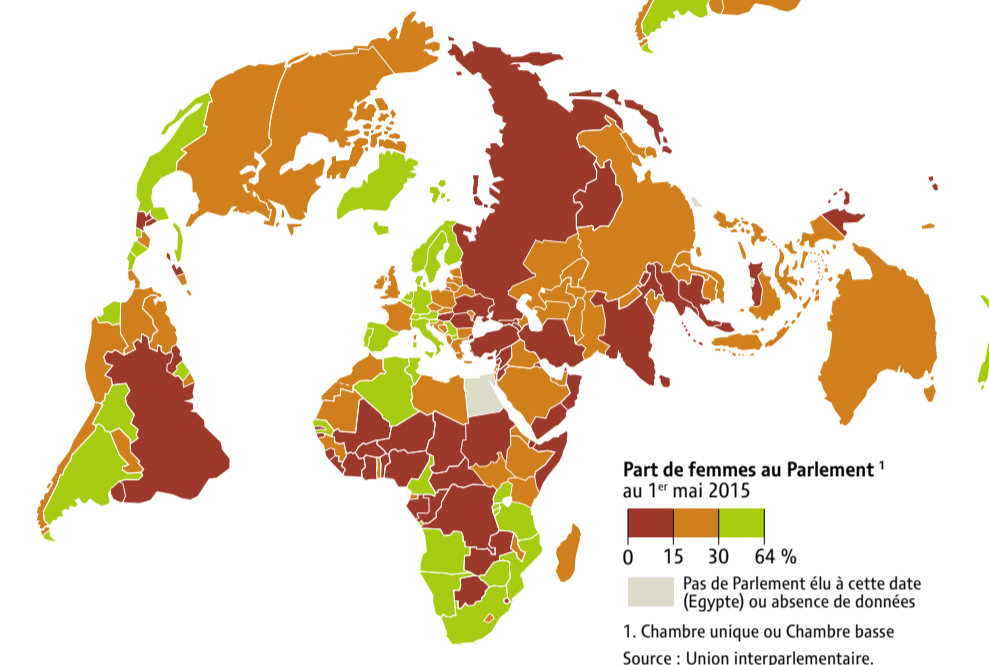 Part de femmes au Parlement 1
au 1er mai 2015
0 15 30 64 %
Pas de Parlement élu à cette date
(Egypte) ou absence de données
1. Chambre unique ou Chambre basse
Source : Union interparlementaire.